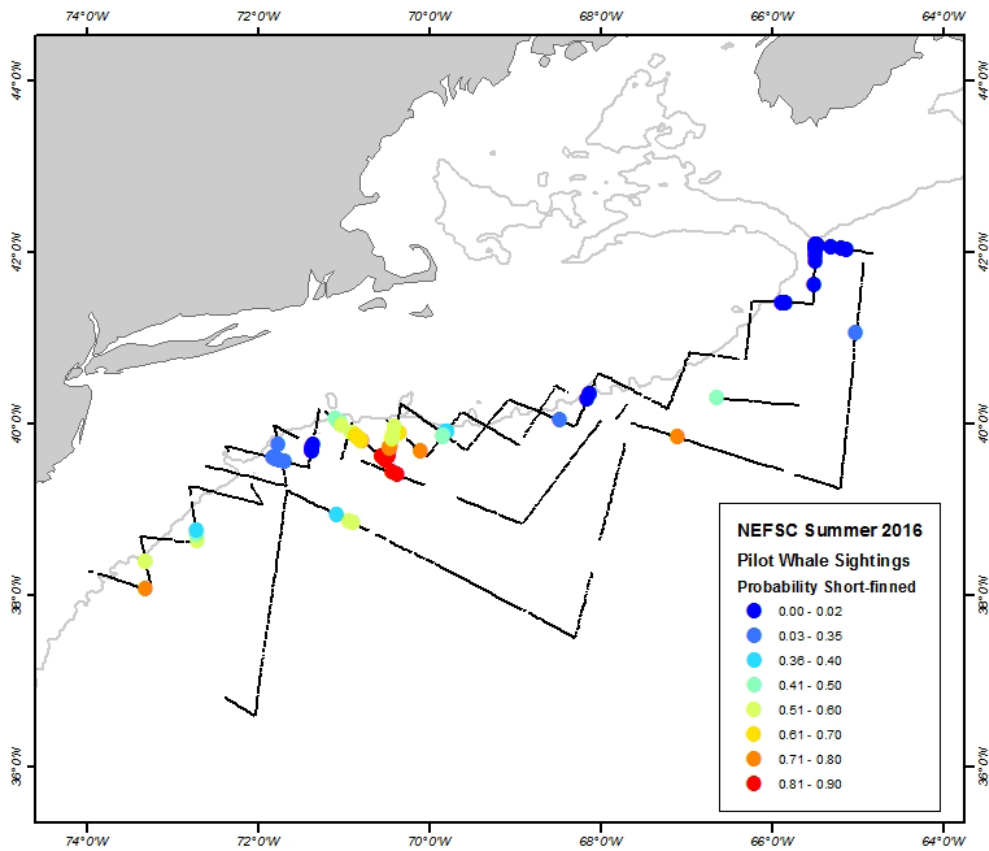 74°0'W 72°0'W 70°0'W 68°0'W 66°0'W 64°0'W
44°0'N 44°0'N
42°0'N 42°0'N
40°0'N 40°0'N
38°0'N 38°0'N
36°0'N 36°0'N
NEFSC Summer 2016
Pilot Whale Sightings
Probability Short-finned
0.00 - 0.02
0.03 - 0.35
0.36 - 0.40
0.41 - 0.50
0.51 - 0.60
0.61 - 0.70
0.71 - 0.80
0.81 - 0.90
74°0'W 72°0'W 70°0'W 68°0'W 66°0'W 64°0'W